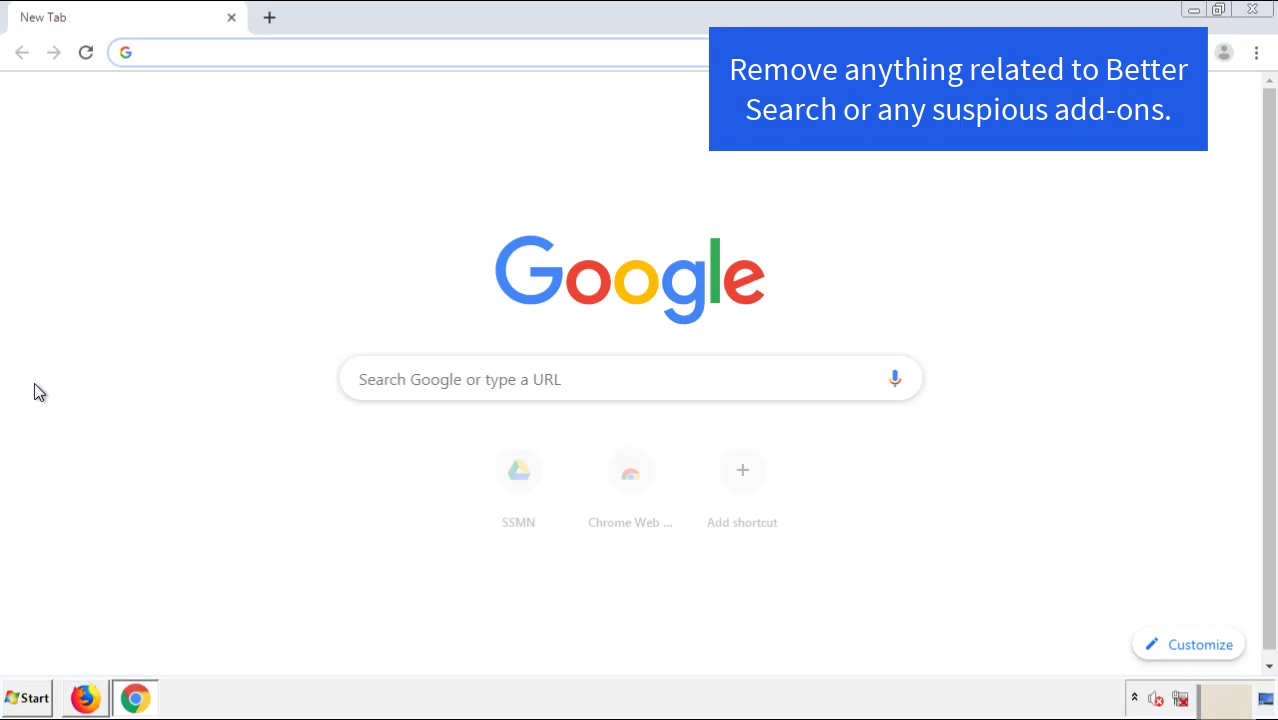 New Tab
Remove anything related to Better
Search or any suspious add-ons.
Google
Search Google or type a URL
SSMN
Chrome Web ...
Add shortcut
Customize
Start